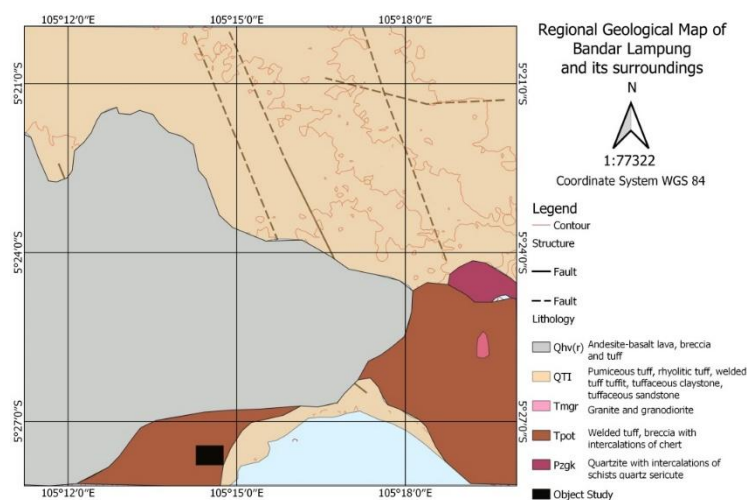 105°12'0"E 105°15'0"E 105°18'0"E
5°21'0"S 5°21'0"S
5°24'0"S 5°24'0"S
5°27'0"S 5°27'0"S
105°12'0"E 105°15'0"E 105°18'0"E
Regional Geological Map of
Bandar Lampung
and its surroundings
N
1:77322
Coordinate System WGS 84
Legend
Contour
Structure
Fault
Fault
Lithology
Qhv(r) Andesite-basalt lava, breccia
and tuff
QTI Pumiceous tuff, rhyolitic tuff, welded
tuff tuffit, tuffaceous claystone,
tuffaceous sandstone
Tmgr
Granite and granodiorite
Tpot Welded tuff, breccia with
intercalations of chert
Pzgk Quartzite with intercalations of
schists quartz sericute
Object Study